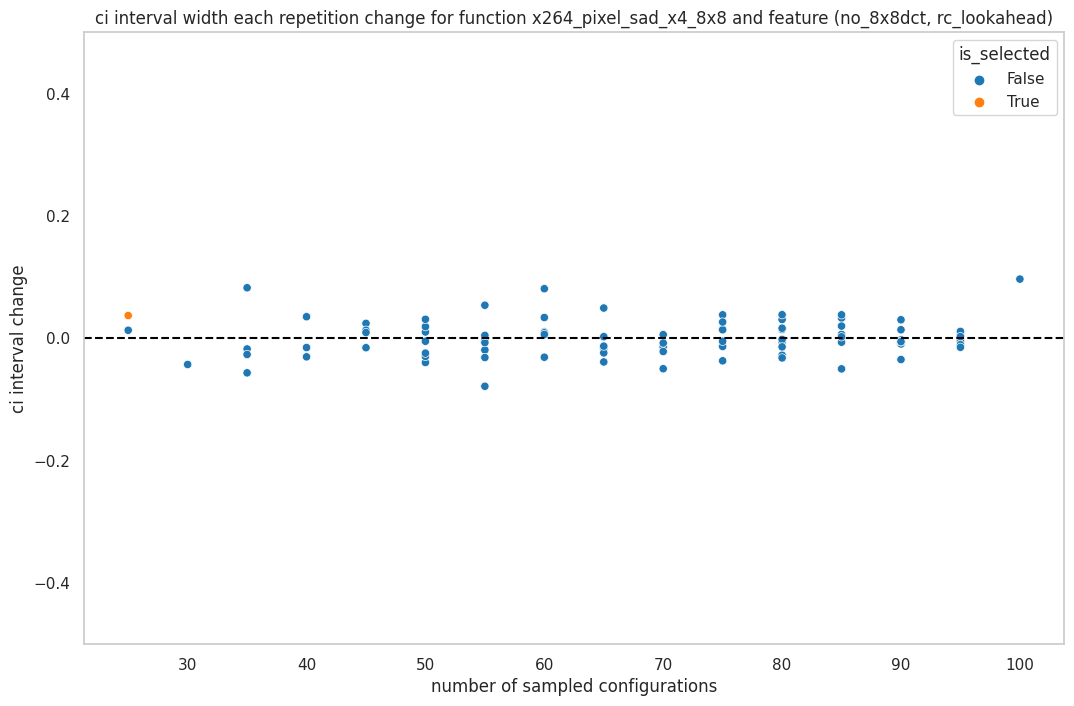 ci interval width each repetition change for function x264_pixel_sad_x4_8x8 and feature (no_8x8dct, rc_lookahead)
is_selected
False
True
ci interval change
0.4
0.2
0.0
−0.2
−0.4
30 40 50 60 70 80 90 100
number of sampled configurations